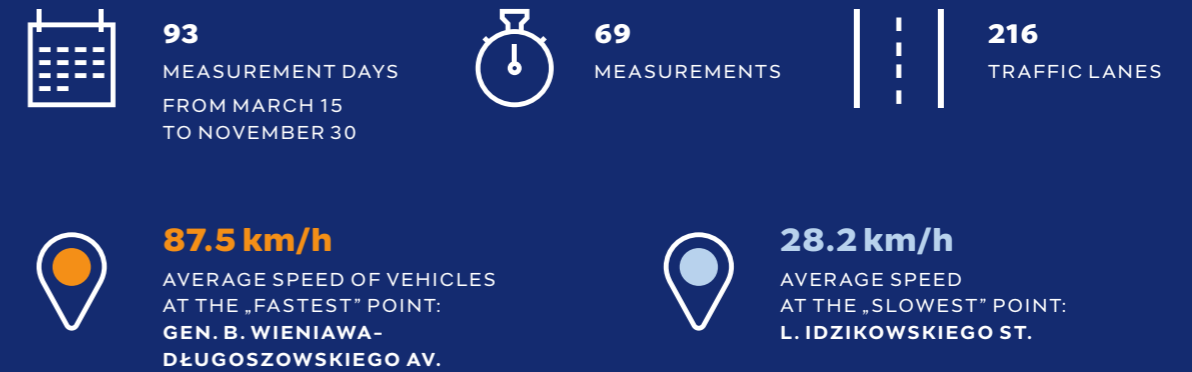 93
MEASUREMENT DAYS
FROM MARCH 15
TO NOVEMBER 30
69
MEASUREMENTS
216
TRAFFIC LANES
87.5 km/h
AVERAGE SPEED OF VEHICLES
AT THE „FASTEST” POINT:
GEN. B. WIENIAWA-
DŁUGOSZOWSKIEGO AV.
28.2 km/h
AVERAGE SPEED
AT THE „SLOWEST” POINT:
L. IDZIKOWSKIEGO ST.